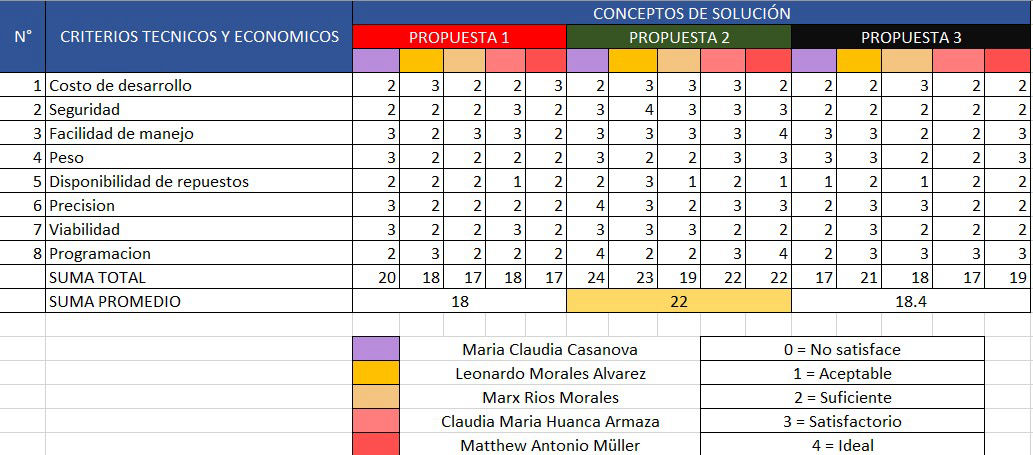 CONCEPTOS DE SOLUCIÓN
N° CRITERIOS TECNICOS Y ECONOMICOS PROPUESTA 1 PROPUESTA 2 PROPUESTA 3
1 Costo de desarrollo 2 3 2 2 3 2 3 3 3 2 2 2 3 2 2
2 Seguridad 2 2 2 3 2 3 4 3 3 3 2 2 2 2 2
3 Facilidad de manejo 3 2 3 3 2 3 3 3 3 4 3 3 2 2 3
4 Peso 3 2 2 2 2 3 2 2 3 3 3 3 2 2 3
5 Disponibilidad de repuestos 2 2 2 1 2 2 3 1 2 1 1 2 1 2 2
6 Precision 3 2 2 2 2 4 3 2 3 3 2 3 3 2 2
7 Viabilidad 3 2 2 3 2 3 3 3 2 2 2 3 2 2 2
8 Programacion 2 3 2 2 2 4 2 2 3 4 2 3 3 3 3
SUMA TOTAL 20 18 17 18 17 24 23 19 22 22 17 21 18 17 19
SUMA PROMEDIO 18 22 18.4
Maria Claudia Casanova 0 = No satisface
Leonardo Morales Alvarez 1 = Aceptable
Marx Rios Morales 2 = Suficiente
Claudia Maria Huanca Armaza 3 = Satisfactorio
Matthew Antonio Müller 4 = Ideal